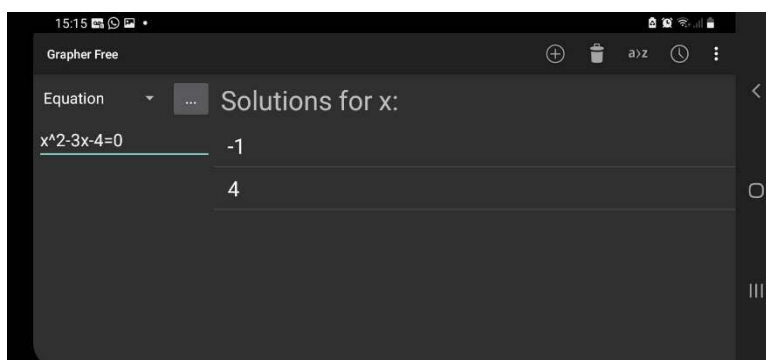 15:15
Grapher Free
a>z
Equation
...
Solutions for x:
x^2-3x-4=0
-1
4